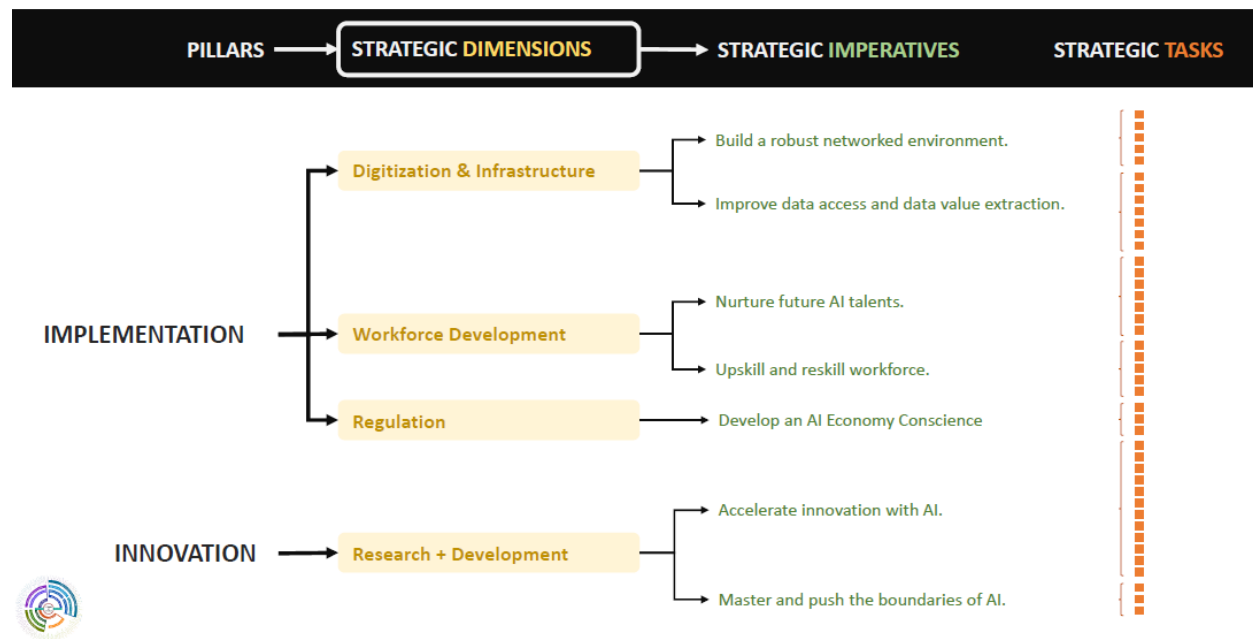 PILLARS
STRATEGIC DIMENSIONS
STRATEGIC IMPERATIVES
STRATEGIC TASKS
IMPLEMENTATION
Digitization & Infrastructure
Build a robust networked environment.
Improve data access and data value extraction.
Workforce Development
Nurture future AI talents.
Upskill and reskill workforce.
Regulation
Develop an AI Economy Conscience
INNOVATION
Research + Development
Accelerate innovation with AI.
Master and push the boundaries of AI.